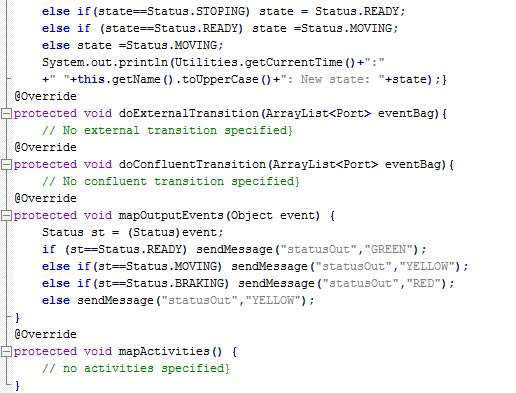 else if(state==Status.STOPING) state = Status.READY;
else if (state==Status.READY) state =Status.MOVING;
else state =Status.MOVING;
System.out.println(Utilities.getCurrentTime()+":"
+" "+this.getName().toUpperCase()+": New state: "+state);}
@Override
protected void doExternalTransition(ArrayList<Port> eventBag){
// No external transition specified}
@Override
protected void doConfluentTransition(ArrayList<Port> eventBag){
// No confluent transition specified}
@Override
protected void mapOutputEvents(Object event) {
Status st = (Status)event;
if (st==Status.READY) sendMessage("statusOut","GREEN");
else if(st==Status.MOVING) sendMessage("statusOut","YELLOW");
else if(st==Status.BRAKING) sendMessage("statusOut","RED");
else sendMessage("statusOut","YELLOW");
}
@Override
protected void mapActivities() {
// no activities specified}
}